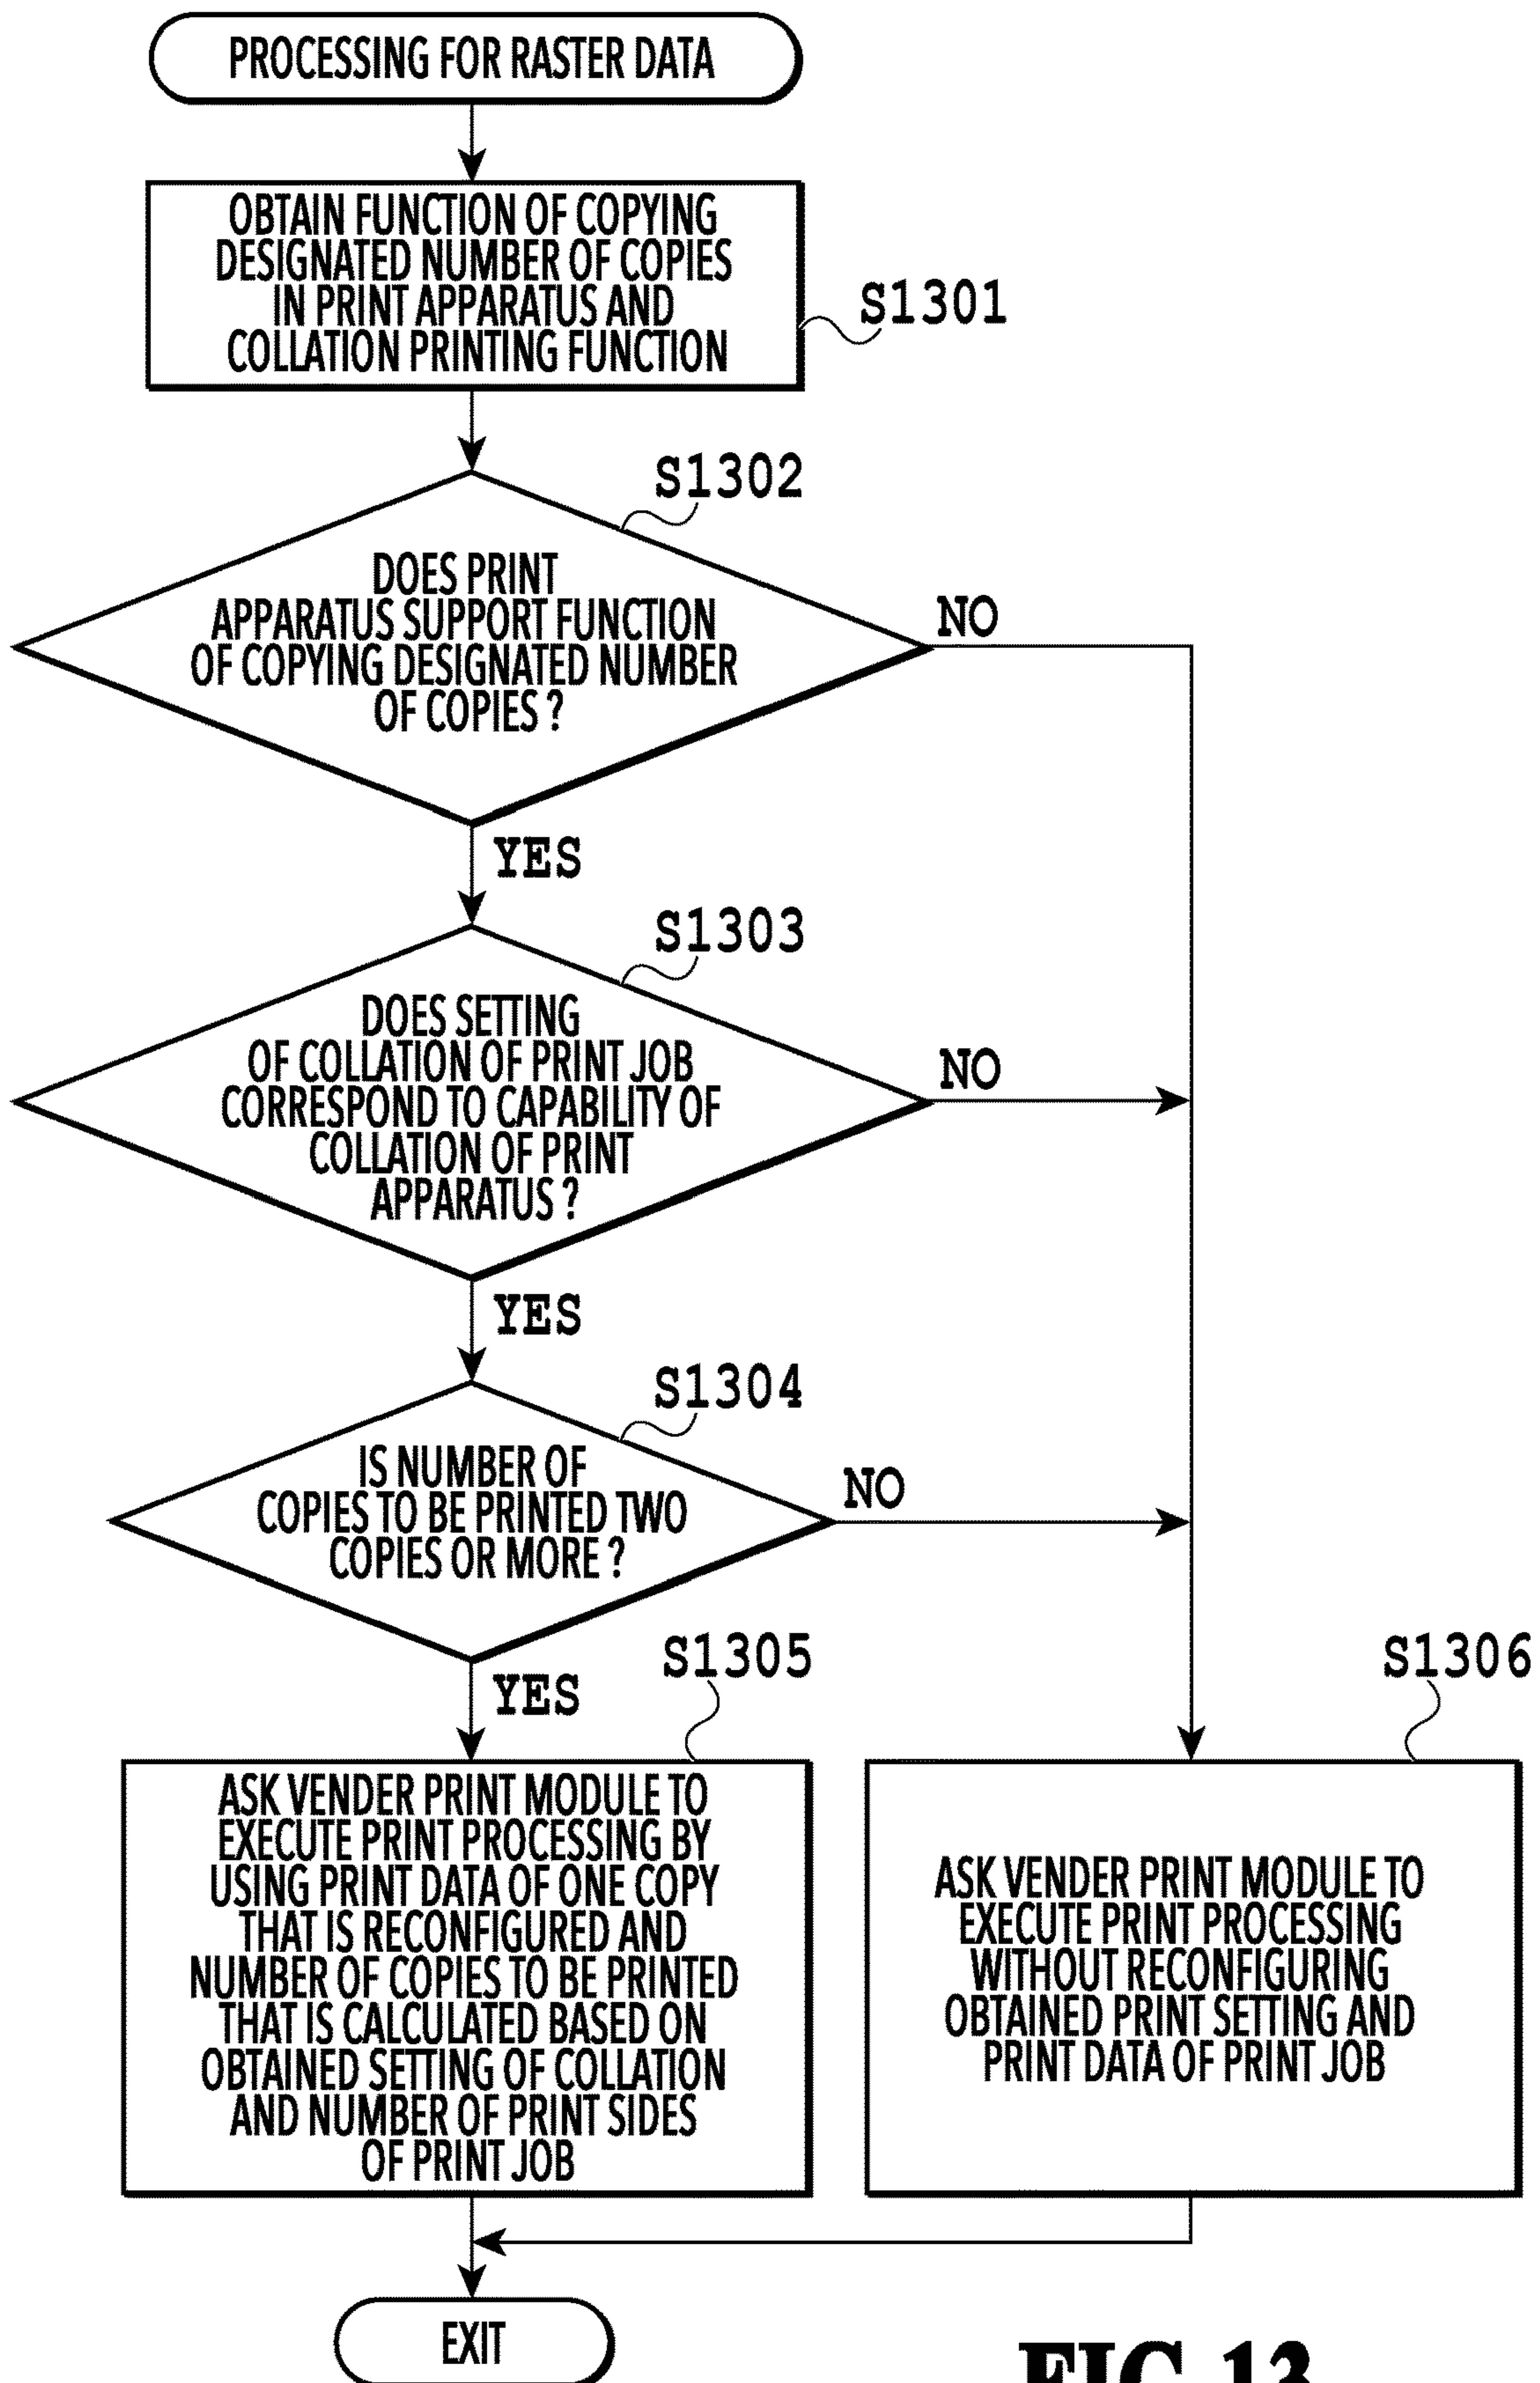 PROCESSING FOR RASTER DATA
OBTAIN FUNCTION OF COPYING
DESIGNATED NUMBER OF COPIES
IN PRINT APPARATUS AND
COLLATION PRINTING FUNCTION
S1301
S1302
DOES PRINT
APPARATUS SUPPORT FUNCTION
OF COPYING DESIGNATED NUMBER
OF COPIES ?
NO
YES
S1303
DOES SETTING
OF COLLATION OF PRINT JOB
CORRESPOND TO CAPABILITY OF
COLLATION OF PRINT
APPARATUS ?
NO
YES
S1304
IS NUMBER OF
COPIES TO BE PRINTED TWO
COPIES OR MORE ?
NO
YES
S1305
ASK VENDER PRINT MODULE TO
EXECUTE PRINT PROCESSING BY
USING PRINT DATA OF ONE COPY
THAT IS RECONFIGURED AND
NUMBER OF COPIES TO BE PRINTED
THAT IS CALCULATED BASED ON
OBTAINED SETTING OF COLLATION
AND NUMBER OF PRINT SIDES
OF PRINT JOB
S1306
ASK VENDER PRINT MODULE TO
EXECUTE PRINT PROCESSING
WITHOUT RECONFIGURING
OBTAINED PRINT SETTING AND
PRINT DATA OF PRINT JOB
EXIT
FIG.13